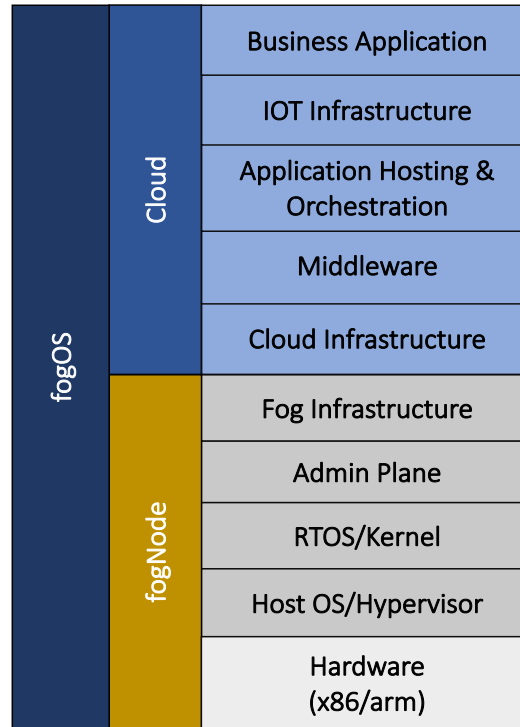 fogOS
Cloud
Business Application
IOT Infrastructure
Application Hosting &
Orchestration
Middleware
Cloud Infrastructure
fogNode
Fog Infrastructure
Admin Plane
RTOS/Kernel
Host OS/Hypervisor
Hardware
(x86/arm)